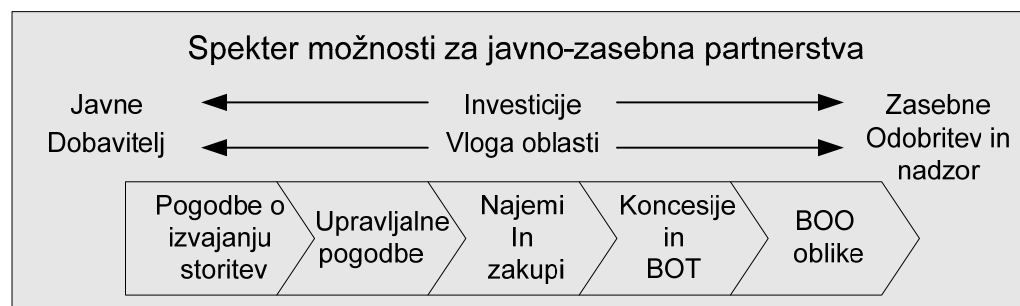 Spekter možnosti za javno-zasebna partnerstva
Javne Investicije Zasebne
Dobavitelj Vloga oblasti Odobritev in
nadzor
Pogodbe o
izvajanju
storitev
Upravljalne
pogodbe
Najemi
In
zakupi
Koncesije
in
BOT
BOO
oblike